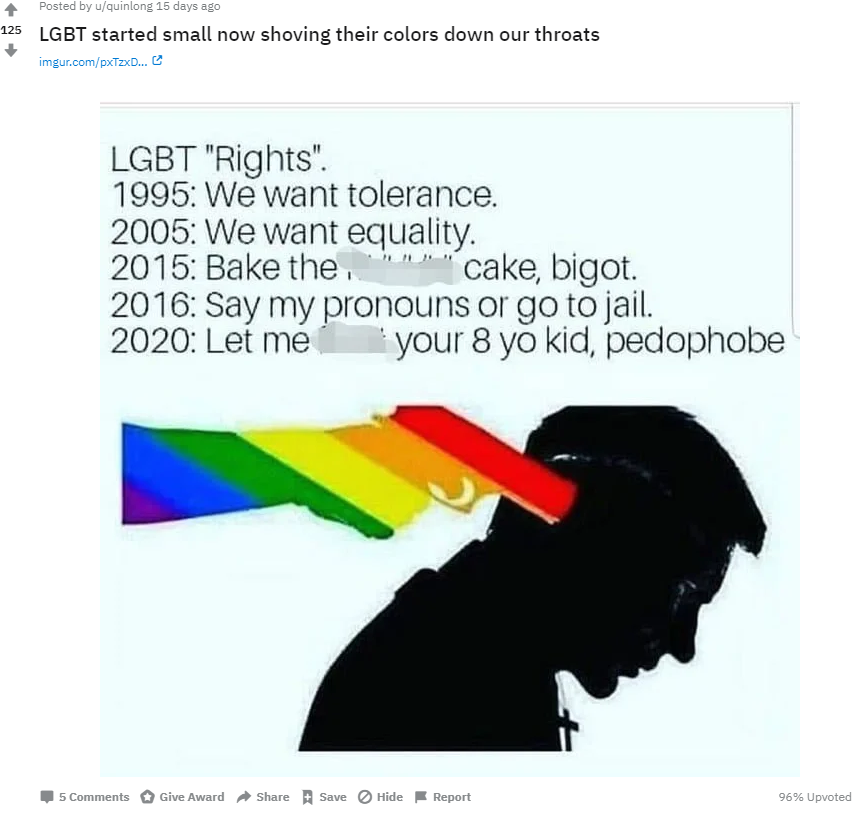 Posted by u/quinlong 15 days ago
125
LGBT started small now shoving their colors down our throats
imgur.com/pxTzxD...
LGBT "Rights".
1995: We want tolerance.
2005: We want equality.
2015: Bake the cake, bigot.
2016: Say my pronouns or go to jail.
2020: Let me your 8 yo kid, pedophobe
5 Comments Give Award Share Save Hide Report 96% Upvoted